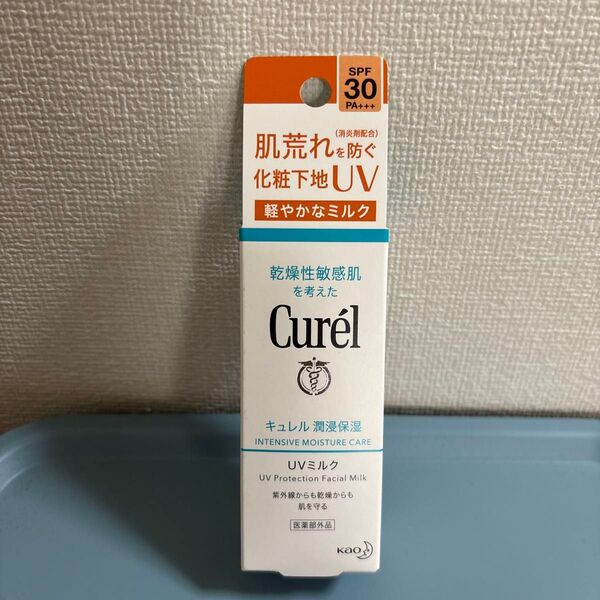 SPF
30
PA+++
(消炎剤配合)
肌荒れを防ぐ
化粧下地UV
軽やかなミルク
乾燥性敏感肌
を考えた
Curél
キュレル 潤浸保湿
INTENSIVE MOISTURE CARE
UVミルク
UV Protection Facial Milk
紫外線からも乾燥からも
肌を守る
医薬部外品
Kao